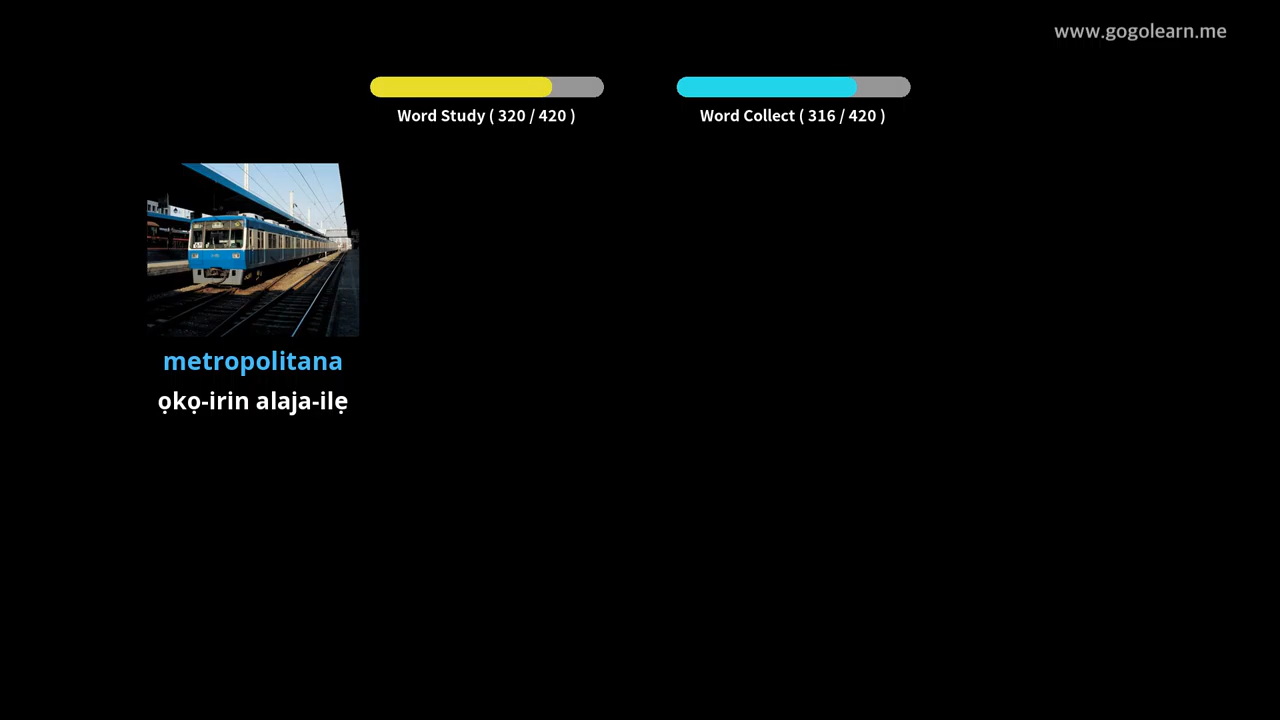 www.gogolearn.me
Word Study ( 320 / 420 )
Word Collect ( 316 / 420 )
metropolitana
ọkọ-irin alaja-ilẹ